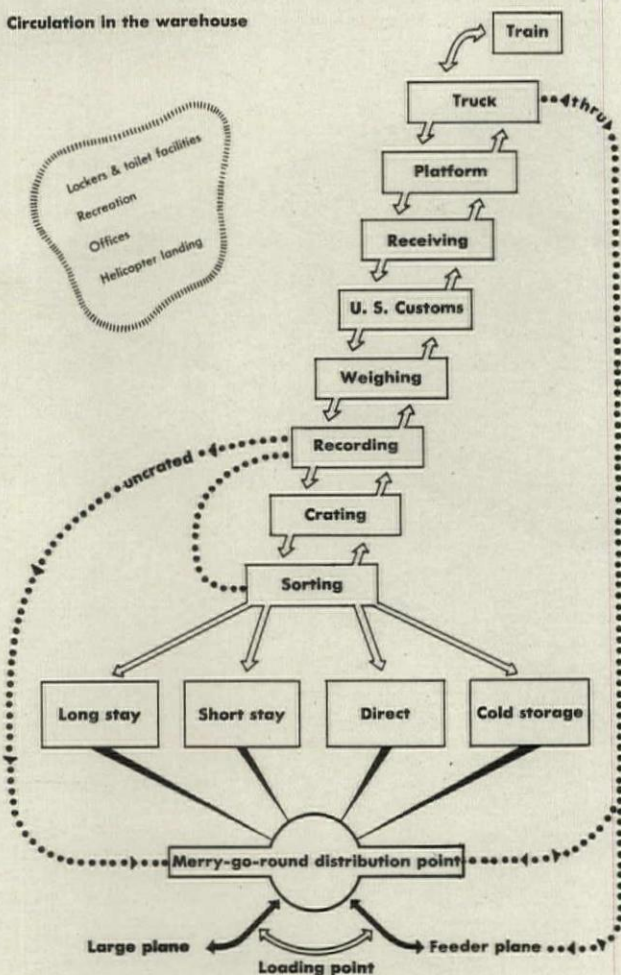 Circulation in the warehouse
Train
Truck
thru
Lockers & toilet facilities
Recreation
Offices
Helicopter landing
Platform
Receiving
U. S. Customs
Weighing
Recording
uncrated
Crating
Sorting
Long stay
Short stay
Direct
Cold storage
Merry-go-round distribution point
Large plane
Feeder plane
Loading point